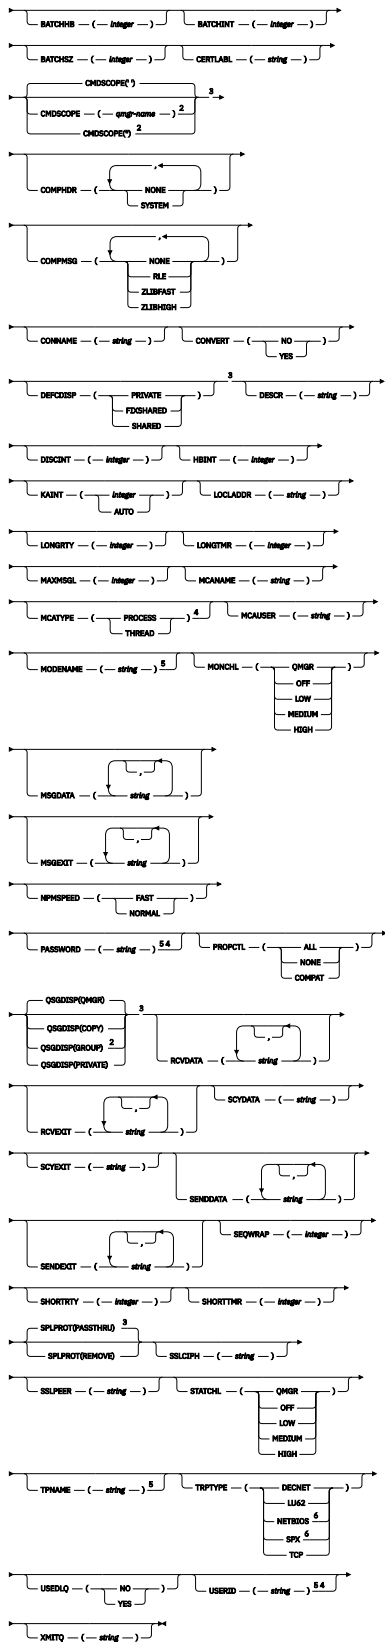 BATCHHB ( integer ) BATCHINT ( integer )
BATCHSZ ( integer ) CERTLABL ( string )
CMDSCOPE(' ')
3
CMDSCOPE ( qmgr-name ) 2
CMDSCOPE(*) 2
,
COMPHDR ( NONE )
SYSTEM
,
COMPMSG ( NONE )
RLE
ZLIBFAST
ZLIBHIGH
CONNAME ( string ) CONVERT ( NO )
YES
3
DEFCDISP ( PRIVATE ) DESCR ( string )
FIXSHARED
SHARED
DISCINT ( integer ) HBINT ( integer )
KAINT ( integer ) LOCLADDR ( string )
AUTO
LONGRTY ( integer ) LONGTMR ( integer )
MAXMSGL ( integer ) MCANAME ( string )
MCATYPE ( PROCESS ) 4 MCAUSER ( string )
THREAD
MODENAME ( string ) 5 MONCHL ( QMGR )
OFF
LOW
MEDIUM
HIGH
,
MSGDATA ( string )
,
MSGEXIT ( string )
NPMSPEED ( FAST )
NORMAL
PASSWORD ( string ) 5 4 PROPCTL ( ALL )
NONE
COMPAT
QSGDISP(QMGR)
3
QSGDISP(COPY) ,
QSGDISP(GROUP) 2
RCVDATA ( string )
QSGDISP(PRIVATE)
,
RCVEXIT ( string ) SCYDATA ( string )
SCYEXIT ( string ) ,
SENDDATA ( string )
,
SENDEXIT ( string ) SEQWRAP ( integer )
SHORTRTY ( integer ) SHORTTMR ( integer )
SPLPROT(PASSTHRU) 3
SPLPROT(REMOVE) SSLCIPH ( string )
SSLPEER ( string ) STATCHL ( QMGR )
OFF
LOW
MEDIUM
HIGH
TPNAME ( string ) 5 TRPTYPE ( DECNET )
LU62
NETBIOS 6
SPX 6
TCP
USEDLQ ( NO ) USERID ( string ) 5 4
YES
XMITQ ( string )